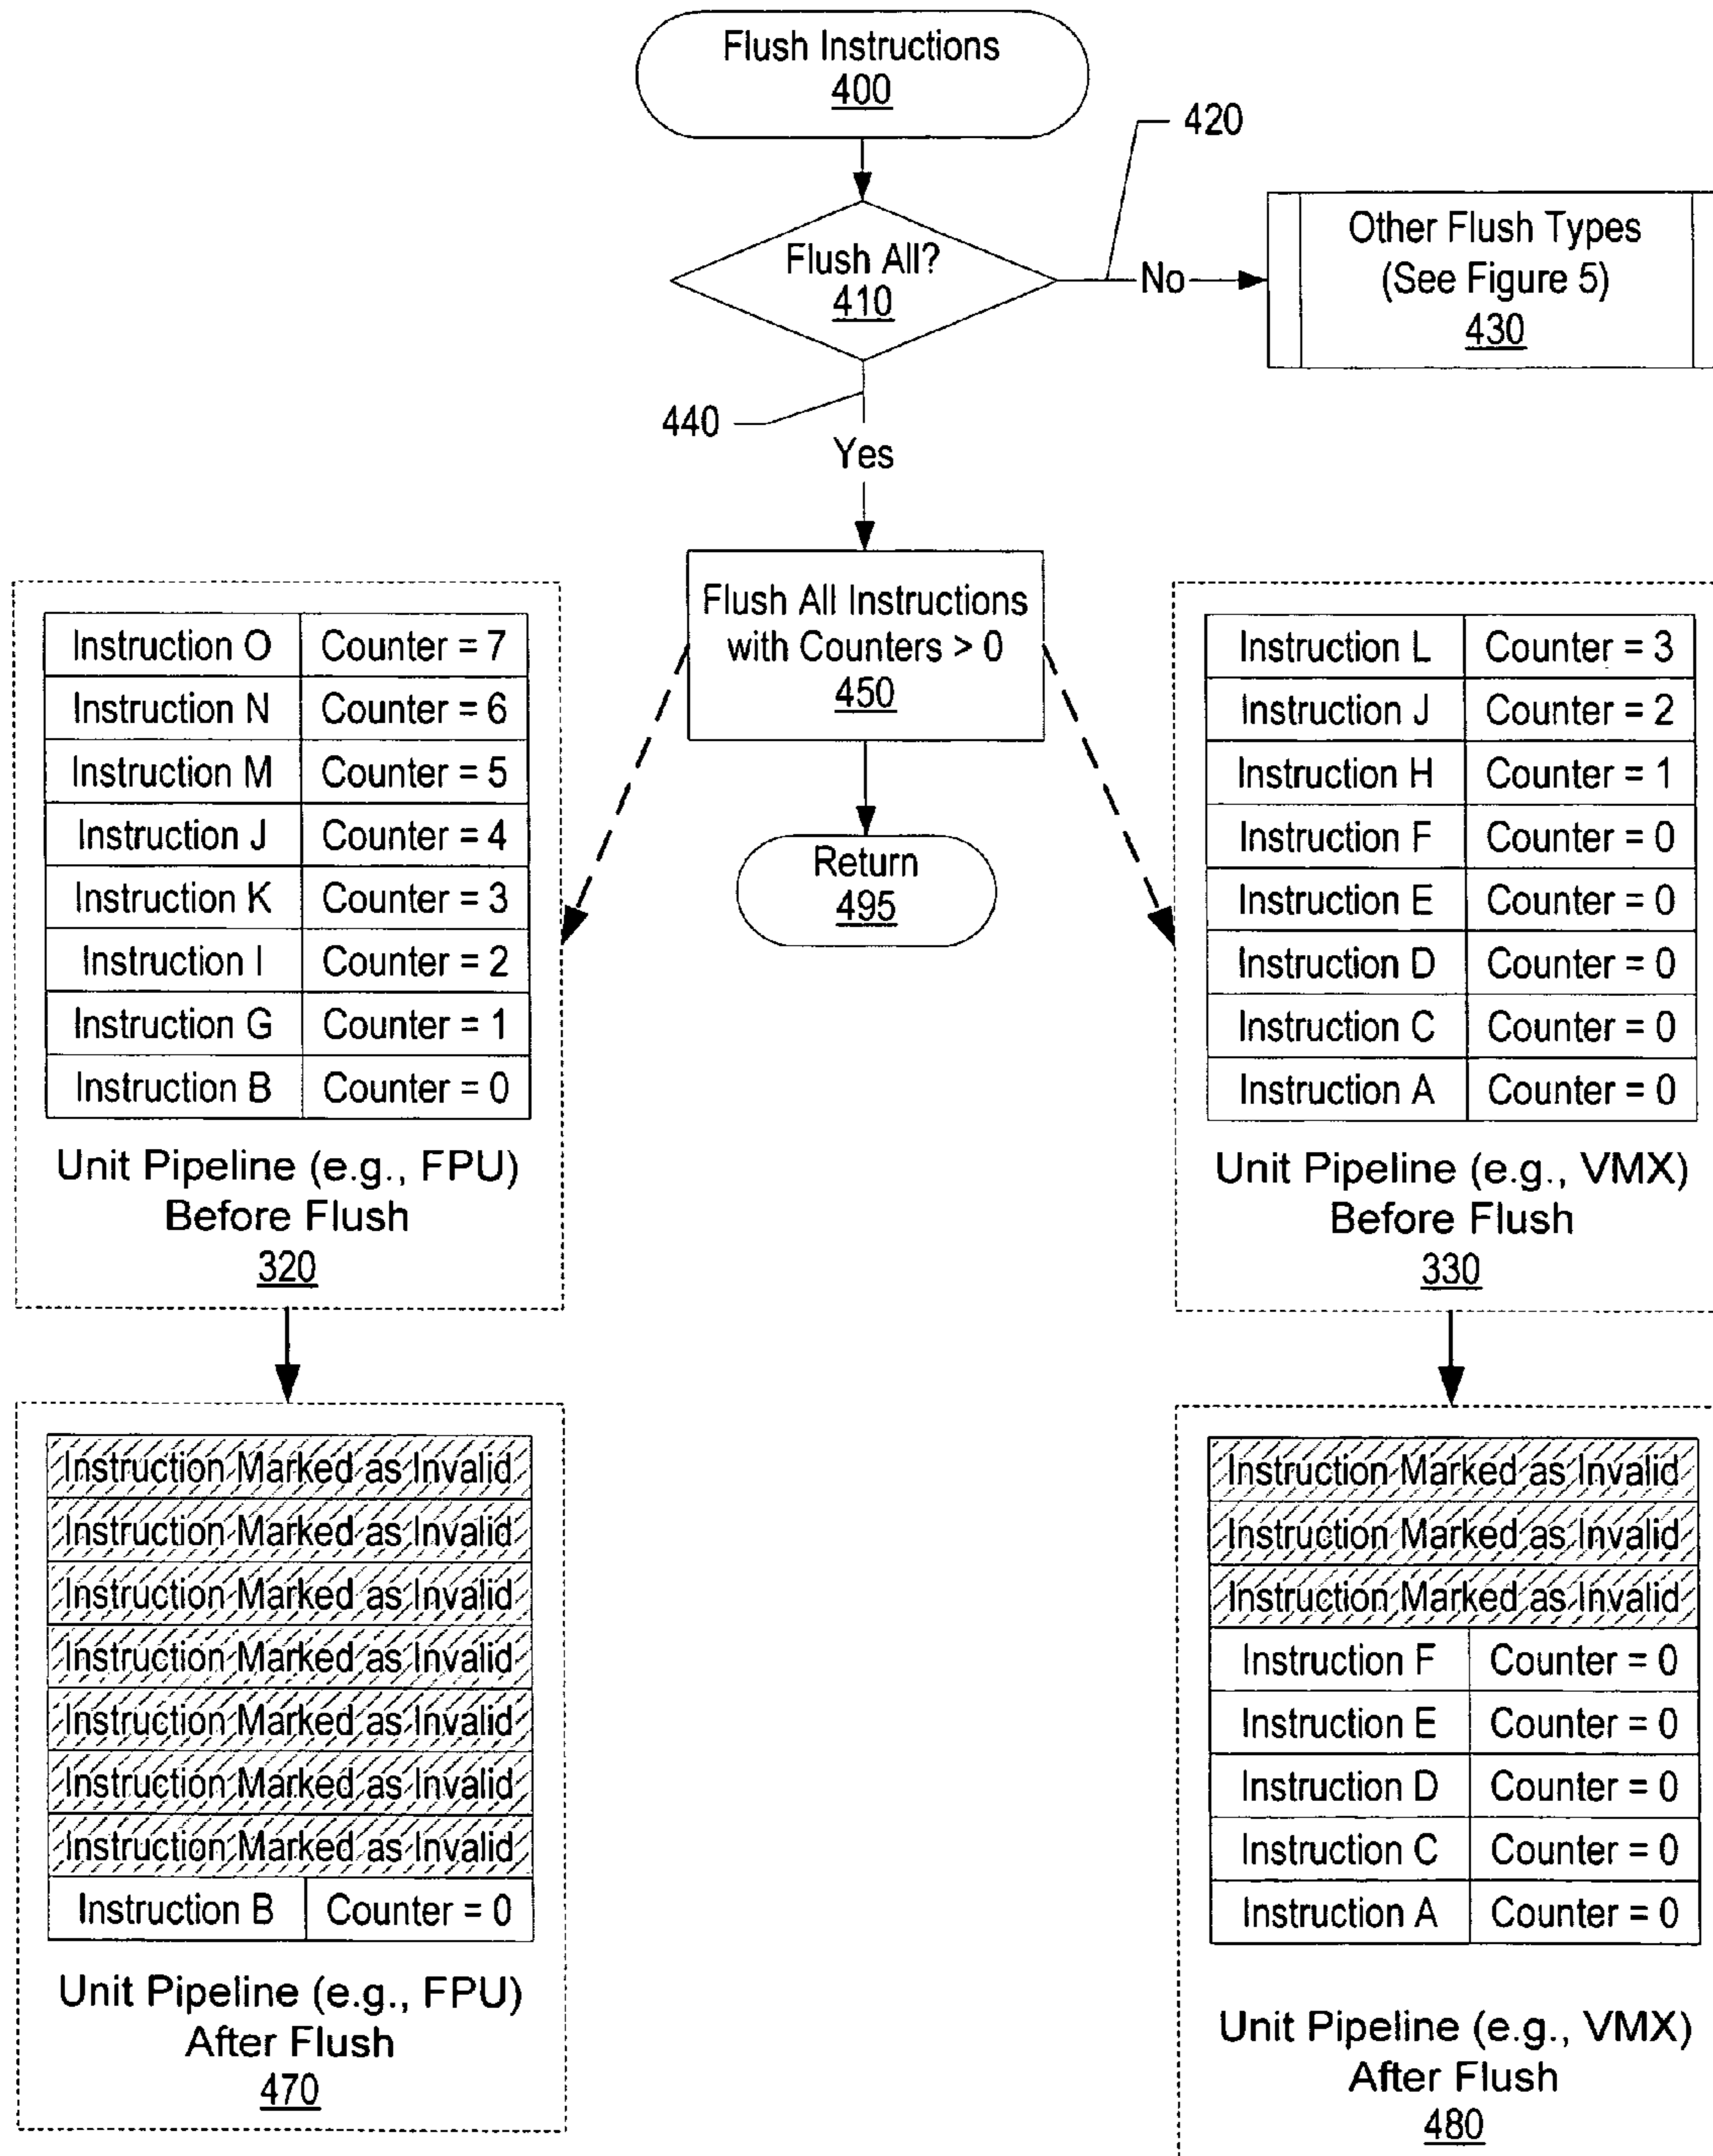 Flush Instructions
400
420
Flush All?
410
No
Other Flush Types
(See Figure 5)
430
440
Yes
Flush All Instructions
with Counters > 0
450
Return
495
Instruction O Counter = 7
Instruction N Counter = 6
Instruction M Counter = 5
Instruction J Counter = 4
Instruction K Counter = 3
Instruction I Counter = 2
Instruction G Counter = 1
Instruction B Counter = 0
Unit Pipeline (e.g., FPU)
Before Flush
320
Instruction L Counter = 3
Instruction J Counter = 2
Instruction H Counter = 1
Instruction F Counter = 0
Instruction E Counter = 0
Instruction D Counter = 0
Instruction C Counter = 0
Instruction A Counter = 0
Unit Pipeline (e.g., VMX)
Before Flush
330
Instruction Marked as Invalid
Instruction Marked as Invalid
Instruction Marked as Invalid
Instruction Marked as Invalid
Instruction Marked as Invalid
Instruction Marked as Invalid
Instruction Marked as Invalid
Instruction B Counter = 0
Unit Pipeline (e.g., FPU)
After Flush
470
Instruction Marked as Invalid
Instruction Marked as Invalid
Instruction Marked as Invalid
Instruction F Counter = 0
Instruction E Counter = 0
Instruction D Counter = 0
Instruction C Counter = 0
Instruction A Counter = 0
Unit Pipeline (e.g., VMX)
After Flush
480